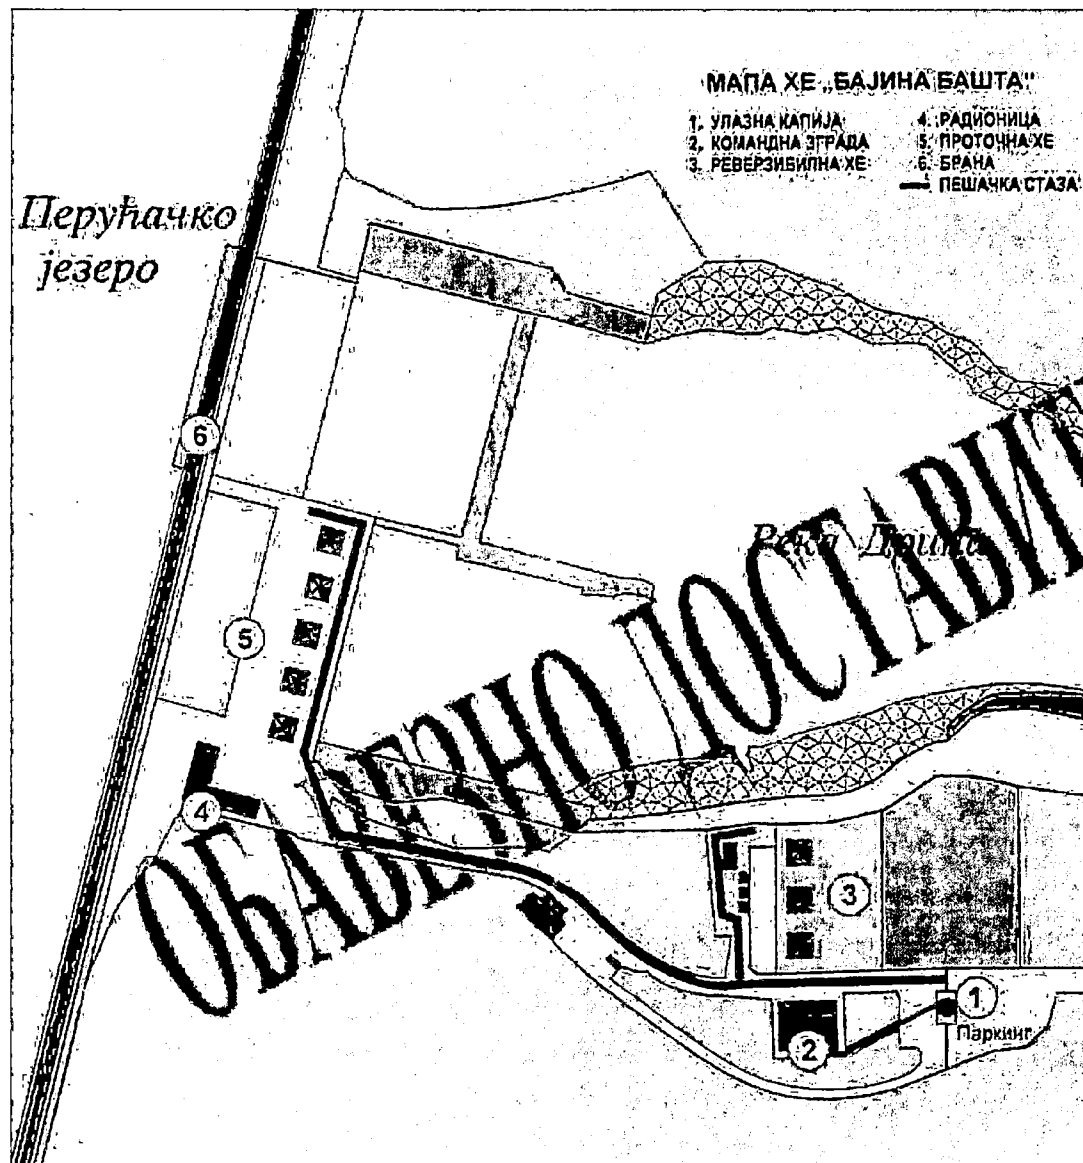 МАПА ХЕ „БАЈИНА БАШТА"
1. УЛАЗНА КАПИЈА
2. КОМАНДНА ЗГРАДА
3. РЕВЕРЗИБИЛНА ХЕ
4. РАДИОНИЦА
5. ПРОТОЧНА ХЕ
6. БРАНА
ПЕШАЧКА СТАЗА
Перућачко
језеро
6
Река Дрина
ОБАВЕЗНО ДОСТАВИТ
5
4
3
1
Паркинг
2